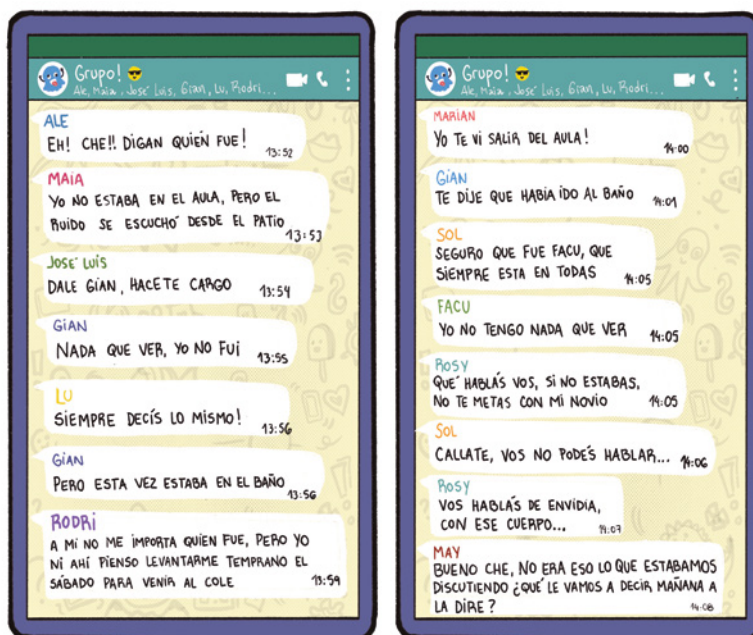 Grupo! 😎
Ale, Maia, José Luis, Gian, Lu, Rodri...
ALE
EH! CHE!! DIGAN QUIÉN FUE!
13:52
MAIA
YO NO ESTABA EN EL AULA, PERO EL
RUIDO SE ESCUCHÓ DESDE EL PATIO
13:53
JOSÉ LUÍS
DALE GÍAN, HACETE CARGO
13:54
GÍAN
NADA QUE VER, YO NO FUI
13:55
LU
SIEMPRE DECÍS LO MISMO!
13:56
GÍAN
PERO ESTA VEZ ESTABA EN EL BAÑO
13:56
RODRI
A MÍ NO ME IMPORTA QUIEN FUE, PERO YO
NI AHÍ PIENSO LEVANTARME TEMPRANO EL
SÁBADO PARA VENIR AL COLE
13:59
Grupo! 😎
Ale, Maia, José Luis, Gian, Lu, Rodri...
MARIAN
YO TE VI SALIR DEL AULA!
14:00
GÍAN
TE DIJE QUE HABÍA IDO AL BAÑO
14:01
SOL
SEGURO QUE FUE FACU, QUE
SIEMPRE ESTA EN TODAS
14:05
FACU
YO NO TENGO NADA QUE VER
14:05
ROSY
QUÉ HABLÁS VOS, SI NO ESTABAS,
NO TE METAS CON MI NOVIO
14:05
SOL
CALLATE, VOS NO PODÉS HABLAR...
14:06
ROSY
VOS HABLÁS DE ENVIDIA,
CON ESE CUERPO...
14:07
MAY
BUENO CHE, NO ERA ESO LO QUE ESTABAMOS
DISCUTIENDO ¿QUÉ LE VAMOS A DECIR MAÑANA A
LA DIRE?
14:08